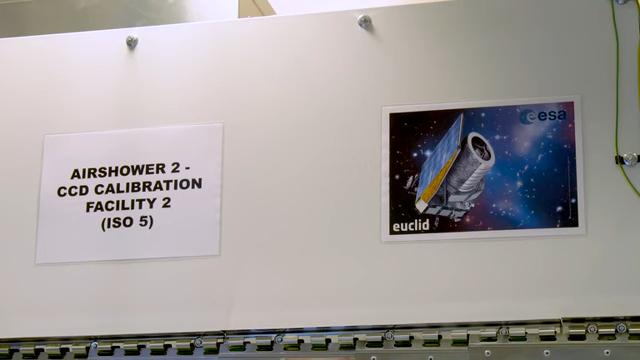 AIRSHOWER 2 -
CCD CALIBRATION
FACILITY 2
(ISO 5)
esa
euclid